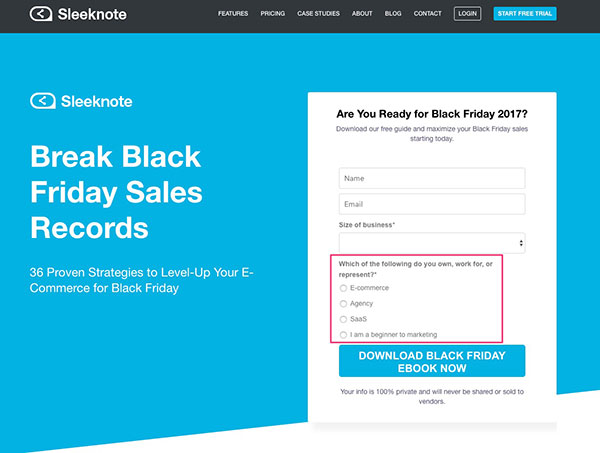 Sleeknote
FEATURES PRICING CASE STUDIES ABOUT BLOG CONTACT LOGIN START FREE TRIAL
Sleeknote
Break Black
Friday Sales
Records
36 Proven Strategies to Level-Up Your E-
Commerce for Black Friday
Are You Ready for Black Friday 2017?
Download our free guide and maximize your Black Friday sales
starting today.
Name
Email
Size of business*
Which of the following do you own, work for, or
represent?*
E-commerce
Agency
SaaS
I am a beginner to marketing
DOWNLOAD BLACK FRIDAY
EBOOK NOW
Your info is 100% private and will never be shared or sold to
vendors.